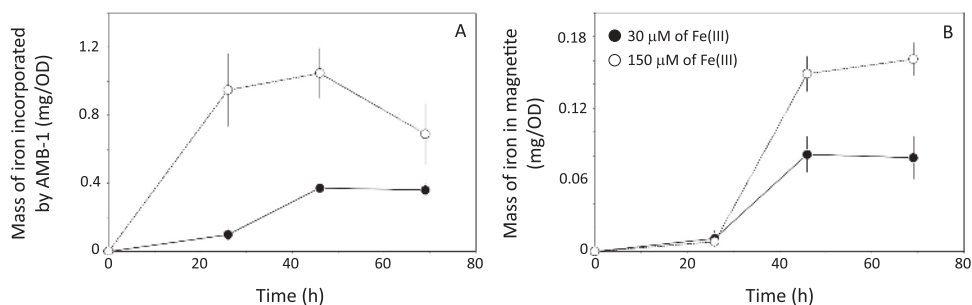 A
Mass of iron incorporated
by AMB-1 (mg/OD)
1.2
0.8
0.4
0
0 20 40 60 80
Time (h)
B
30 µM of Fe(III)
150 µM of Fe(III)
Mass of iron in magnetite
(mg/OD)
0.18
0.12
0.06
0
0 20 40 60 80
Time (h)